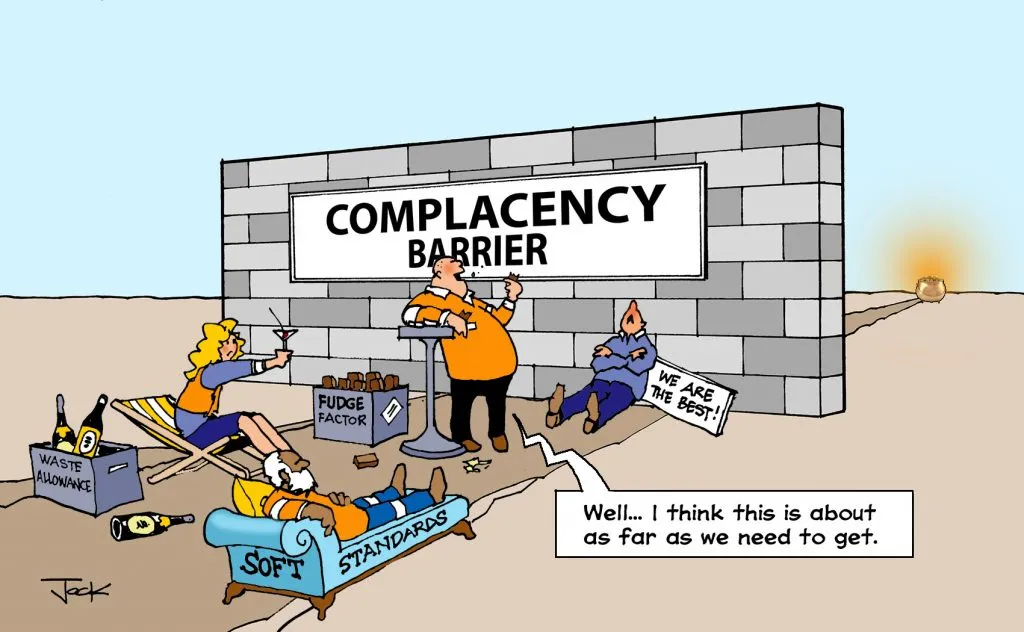 COMPLACENCY
BARRIER
FUDGE
FACTOR
WE ARE
THE BEST!
WASTE
ALLOWANCE
SOFT
STANDARDS
Well... I think this is about
as far as we need to get.
Jack